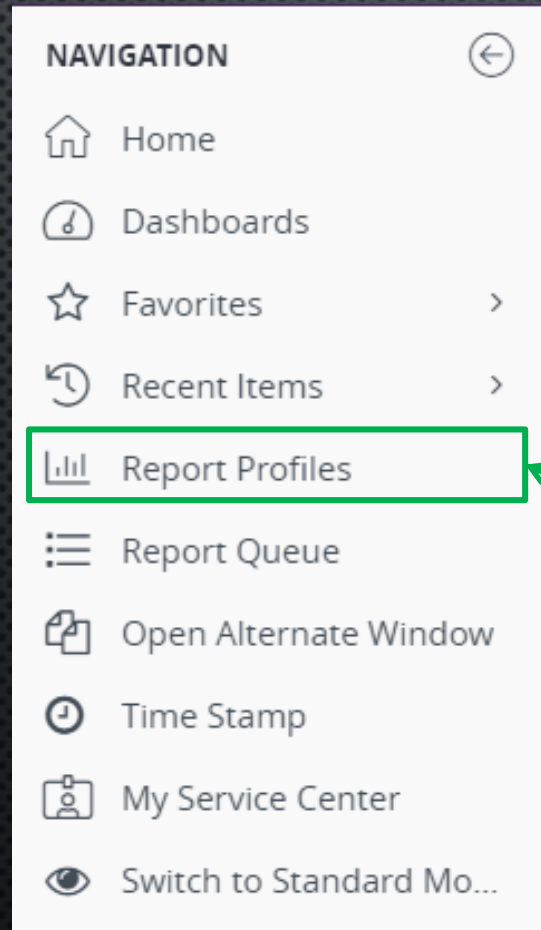 NAVIGATION
Home
Dashboards
Favorites
Recent Items
Report Profiles
Report Queue
Open Alternate Window
Time Stamp
My Service Center
Switch to Standard Mo...